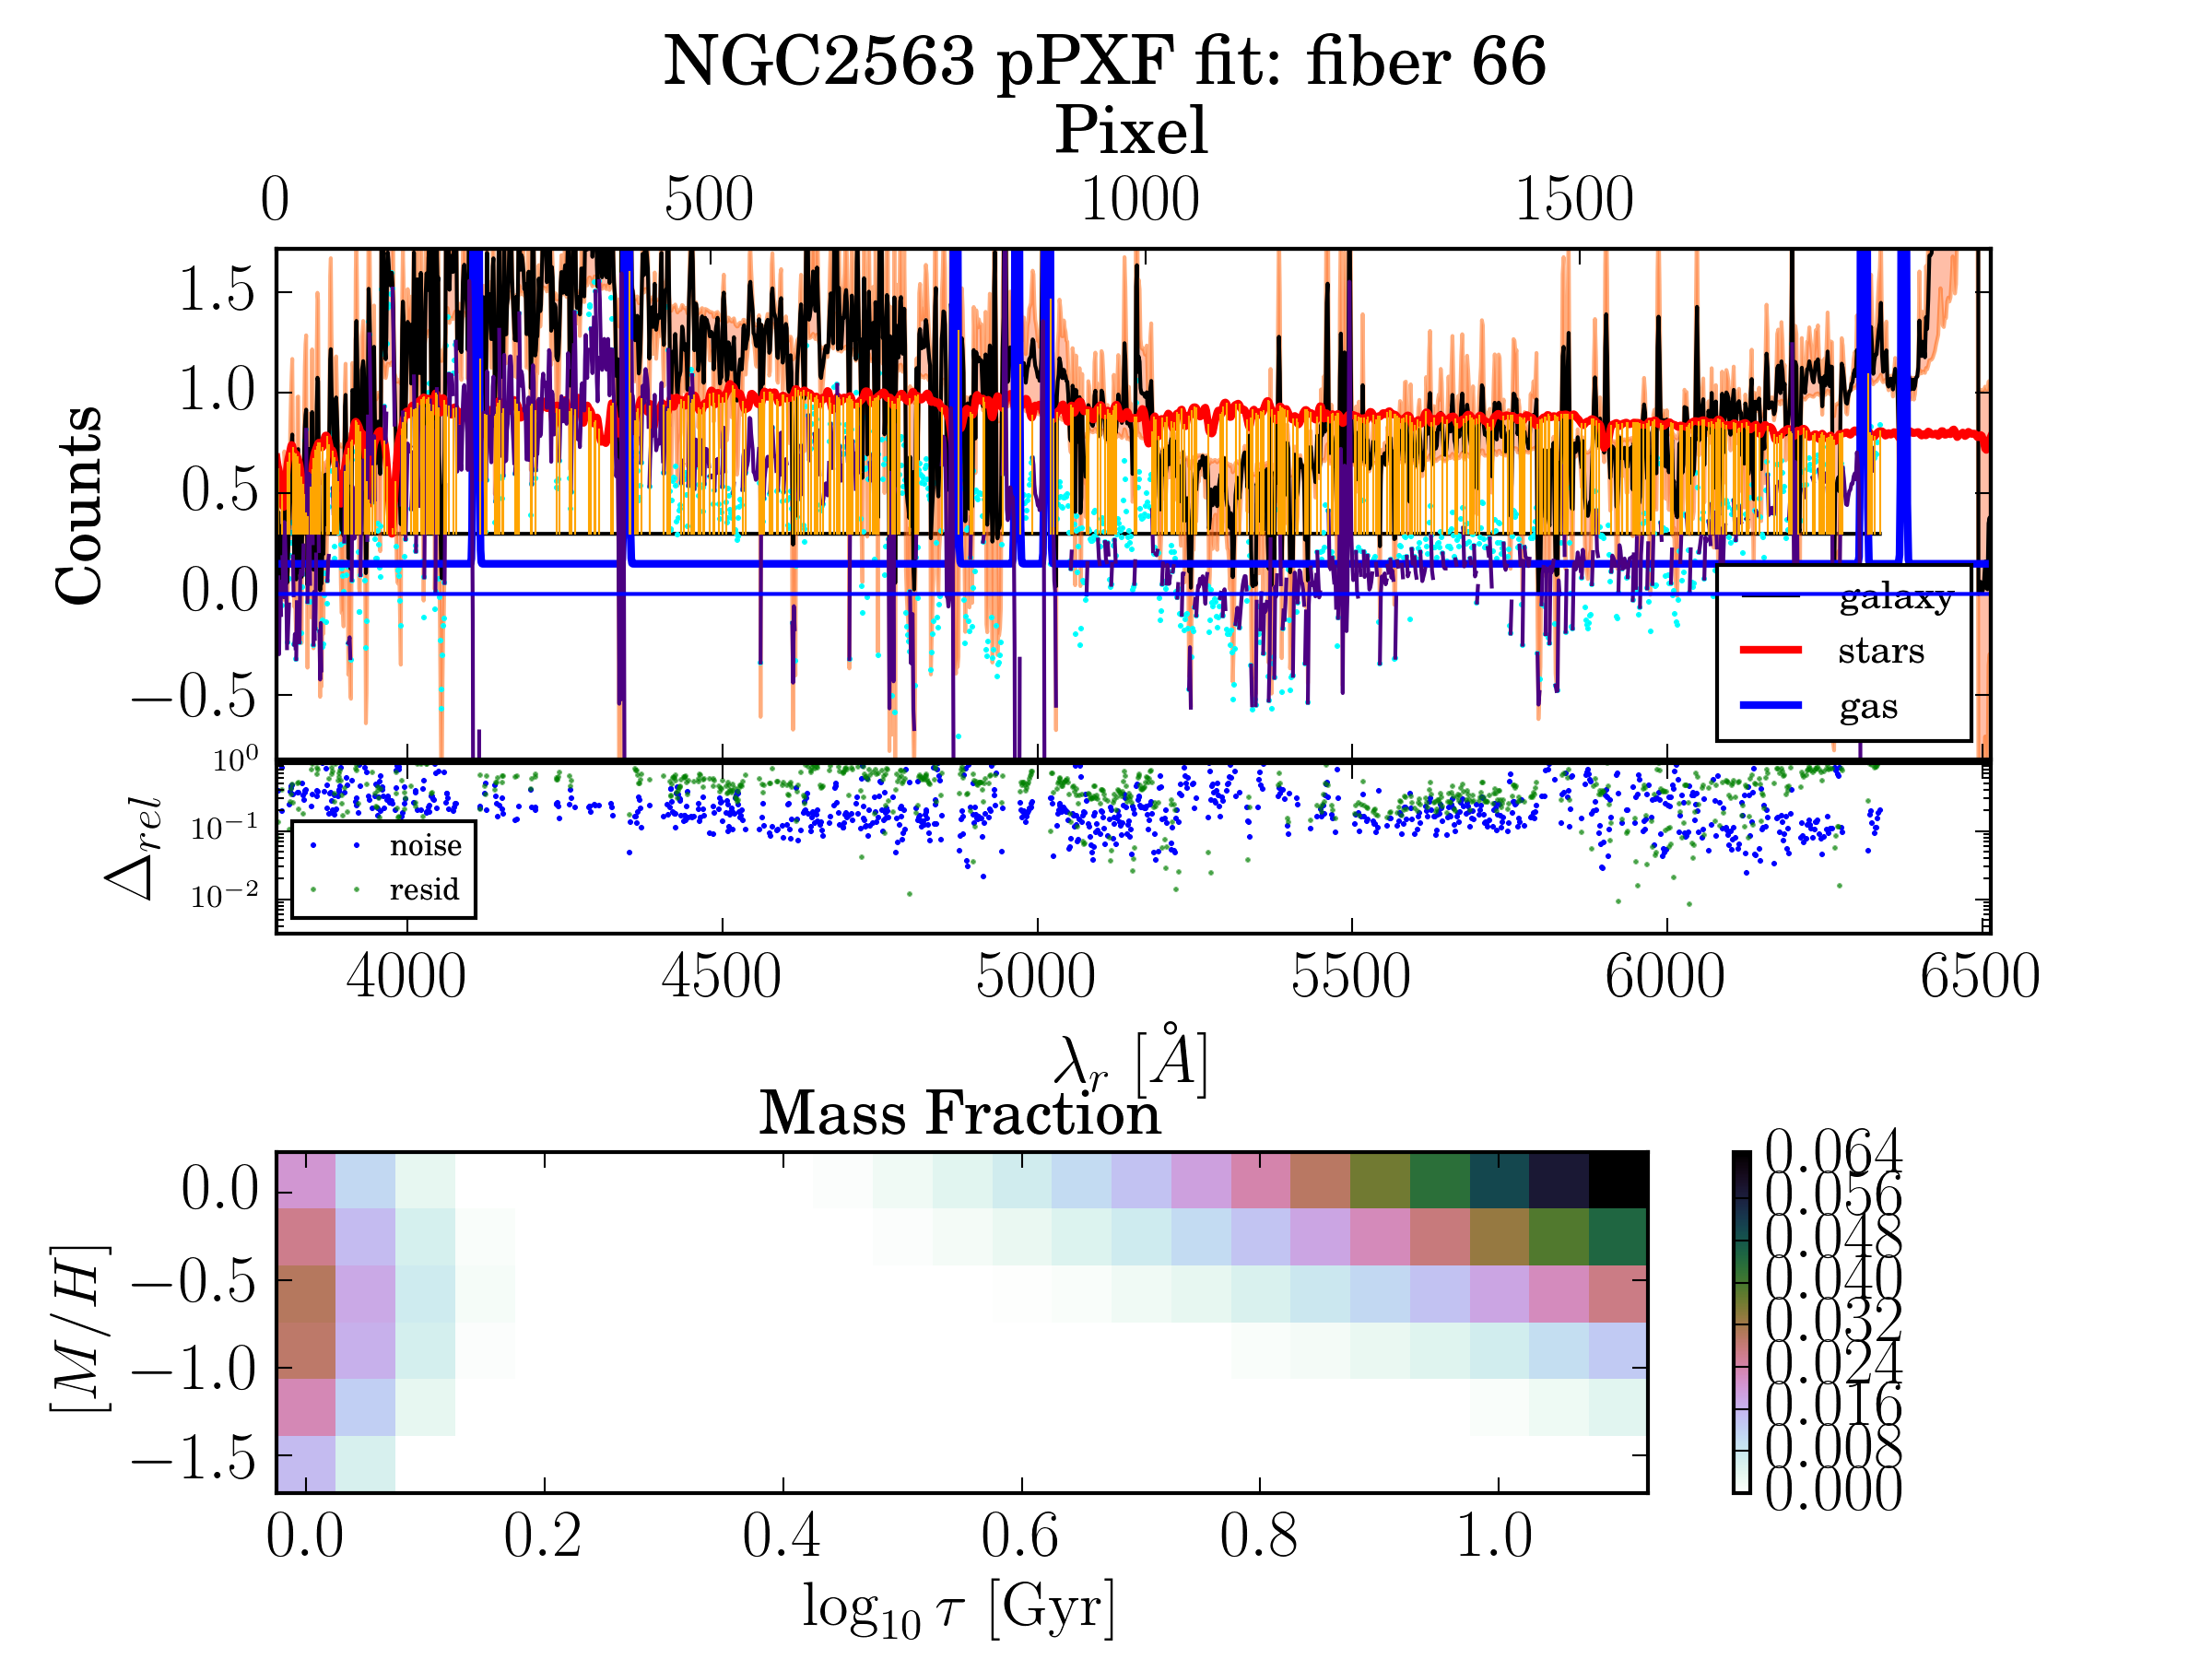 NGC2563 pPXF fit: fiber 66
Pixel
0 500 1000 1500
Counts
1.5
1.0
0.5
0.0
−0.5
galaxy
stars
gas
Δrel
10^0
10^−1
10^−2
noise
resid
4000 4500 5000 5500 6000 6500
λr [Å]
Mass Fraction
[M/H]
0.0
−0.5
−1.0
−1.5
0.0 0.2 0.4 0.6 0.8 1.0
log10 τ [Gyr]
0.064
0.056
0.048
0.040
0.032
0.024
0.016
0.008
0.000